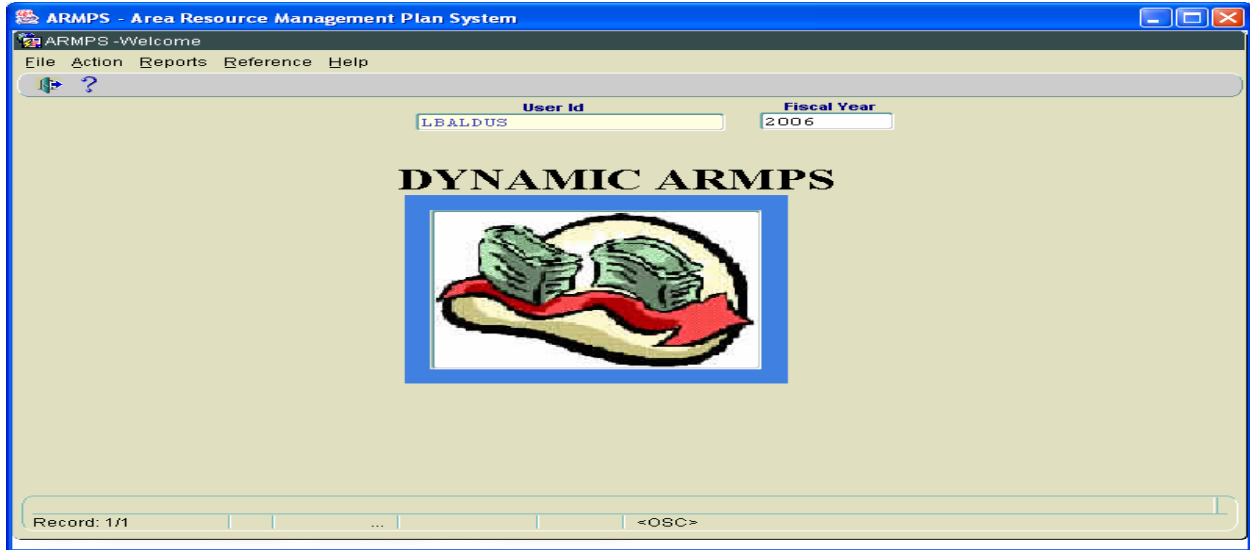 ARMPS - Area Resource Management Plan System
ARMPS -Welcome
File Action Reports Reference Help
?
User Id Fiscal Year
LBALDUS 2006
DYNAMIC ARMPS
Record: 1/1 ... <OSC>